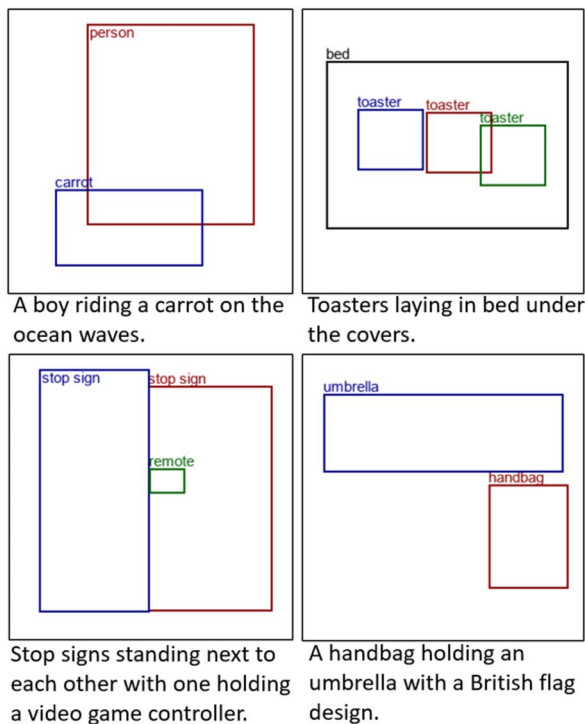 person
carrot
A boy riding a carrot on the
ocean waves.
bed
toaster
toaster
toaster
Toasters laying in bed under
the covers.
stop sign
stop sign
remote
Stop signs standing next to
each other with one holding
a video game controller.
umbrella
handbag
A handbag holding an
umbrella with a British flag
design.